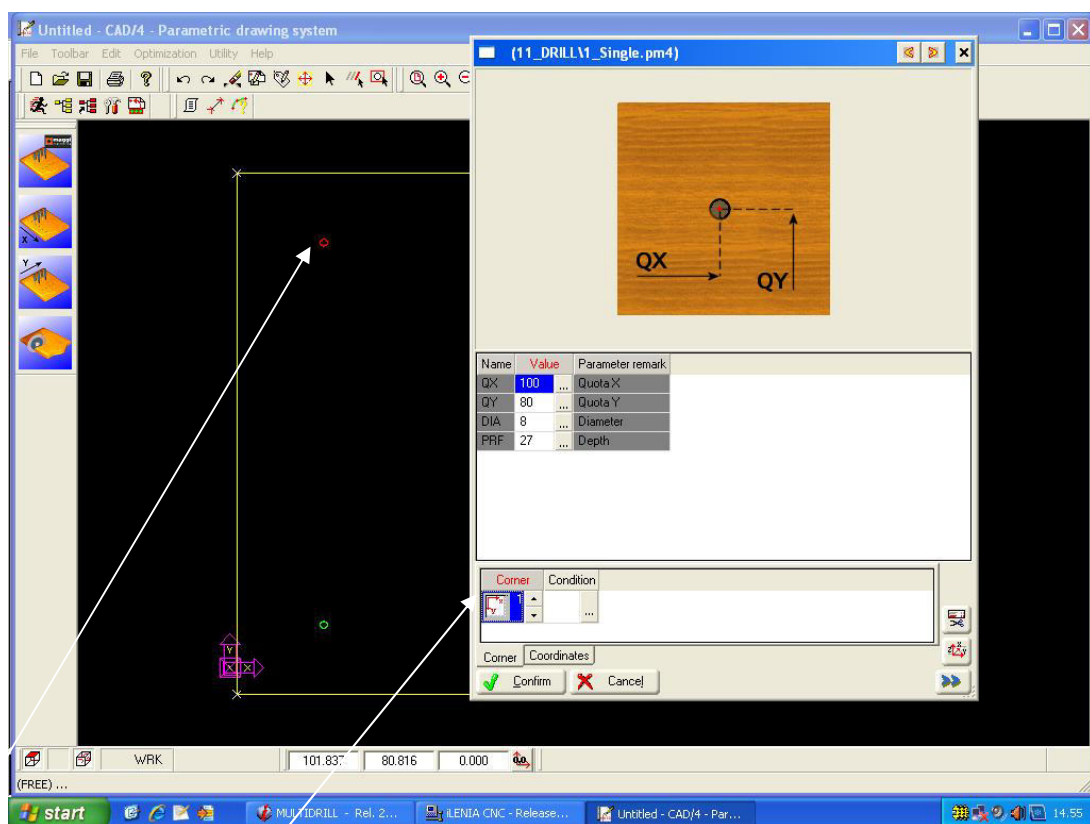 Untitled - CAD/4 - Parametric drawing system
File Toolbar Edit Optimization Utility Help
(11_DRILL\1_Single.pm4)
X
Y
QX
QY
Name Value Parameter remark
QX 100 ... Quota X
QY 80 ... Quota Y
DIA 8 ... Diameter
PRF 27 ... Depth
Corner Condition
1 ...
Corner Coordinates
Confirm Cancel
Y
X X
WRK 101.837 80.816 0.000
(FREE) ...
start MULTIDRILL - Rel. 2... iLENIA CNC - Release... Untitled - CAD/4 - Par... 14.55